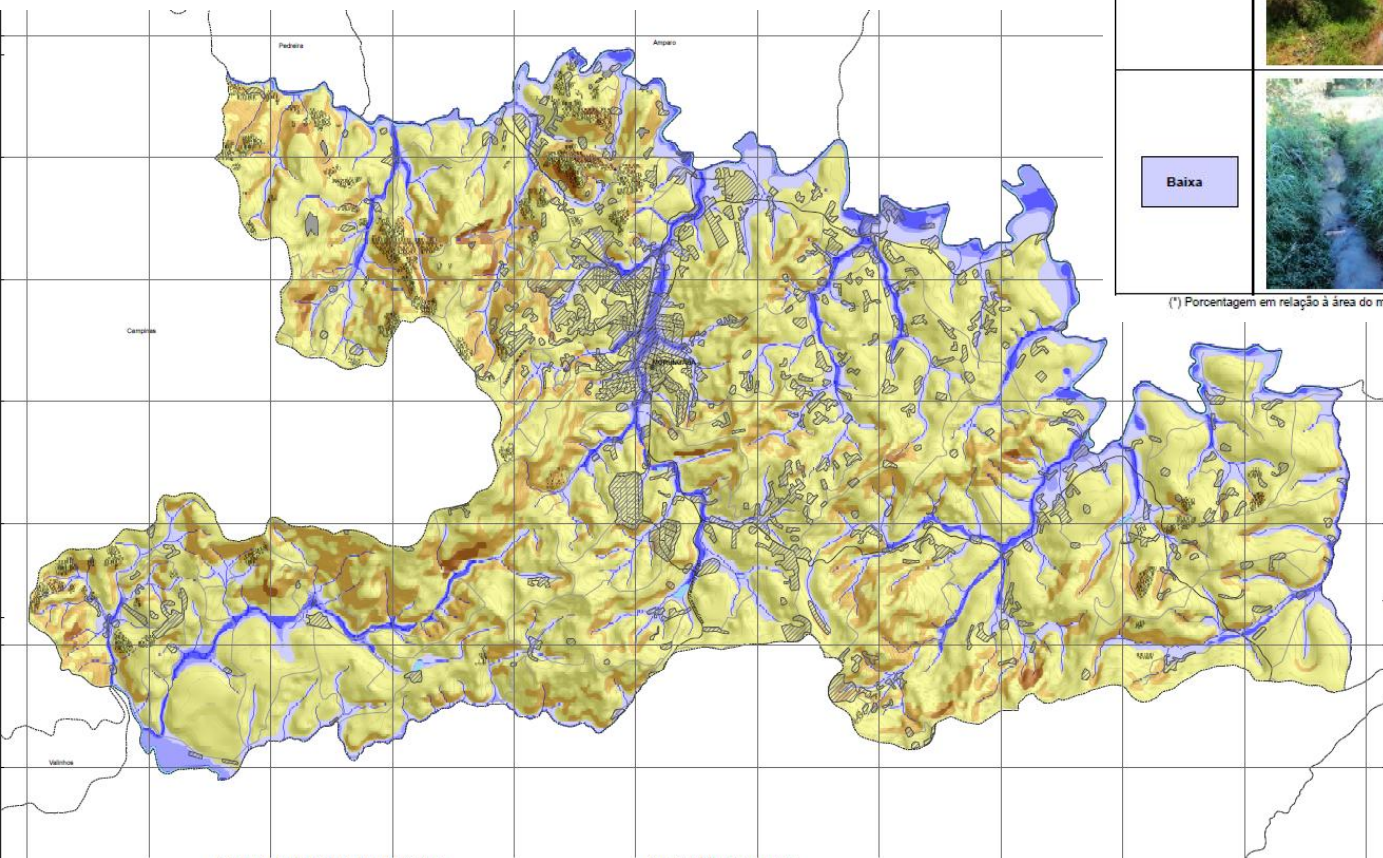 Pedreira
Amparo
Baixa
(*) Porcentagem em relação à área do m
Campinas
Valinhos